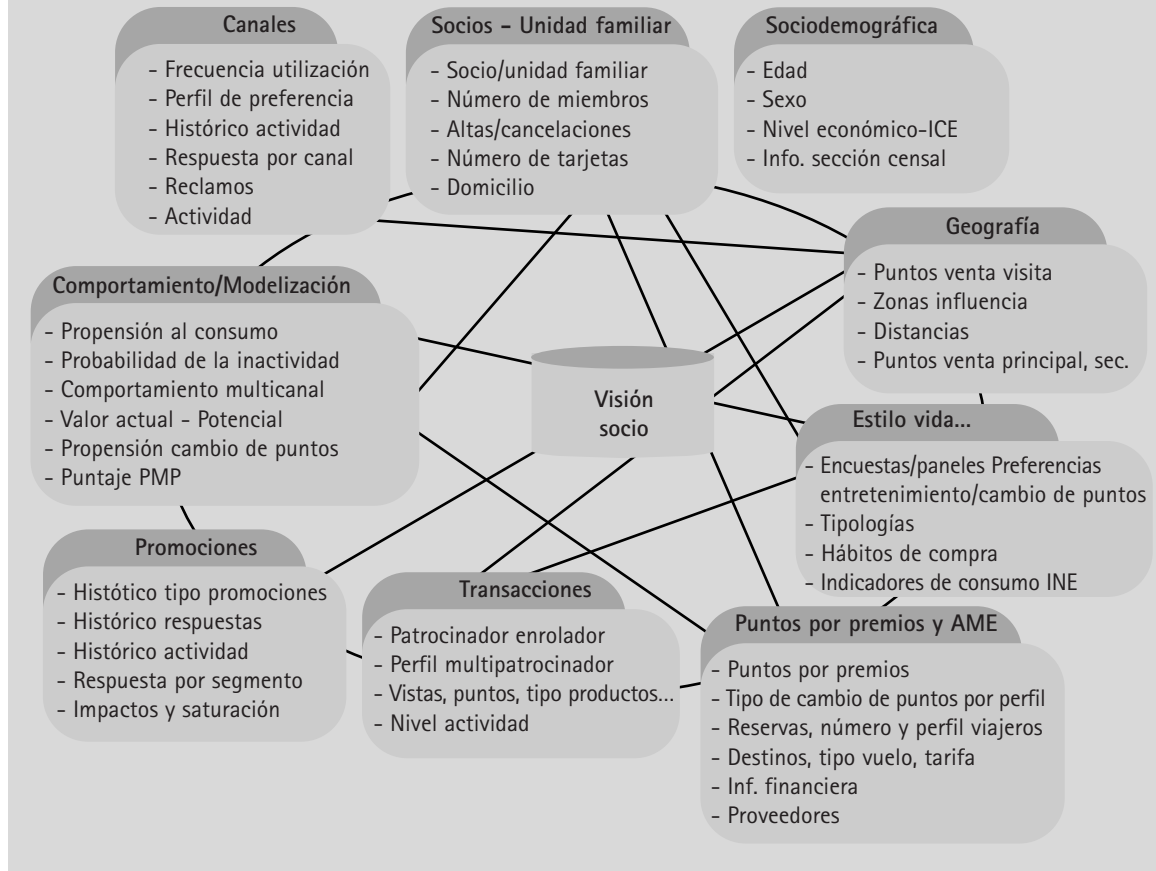 Canales
- Frecuencia utilización
- Perfil de preferencia
- Histórico actividad
- Respuesta por canal
- Reclamos
- Actividad
Socios - Unidad familiar
- Socio/unidad familiar
- Número de miembros
- Altas/cancelaciones
- Número de tarjetas
- Domicilio
Sociodemográfica
- Edad
- Sexo
- Nivel económico-ICE
- Info. sección censal
Geografía
- Puntos venta visita
- Zonas influencia
- Distancias
- Puntos venta principal, sec.
Comportamiento/Modelización
- Propensión al consumo
- Probabilidad de la inactividad
- Comportamiento multicanal
- Valor actual - Potencial
- Propensión cambio de puntos
- Puntaje PMP
Visión
socio
Estilo vida...
- Encuestas/paneles Preferencias
entretenimiento/cambio de puntos
- Tipologías
- Hábitos de compra
- Indicadores de consumo INE
Promociones
- Histótico tipo promociones
- Histórico respuestas
- Histórico actividad
- Respuesta por segmento
- Impactos y saturación
Transacciones
- Patrocinador enrolador
- Perfil multipatrocinador
- Vistas, puntos, tipo productos...
- Nivel actividad
Puntos por premios y AME
- Puntos por premios
- Tipo de cambio de puntos por perfil
- Reservas, número y perfil viajeros
- Destinos, tipo vuelo, tarifa
- Inf. financiera
- Proveedores